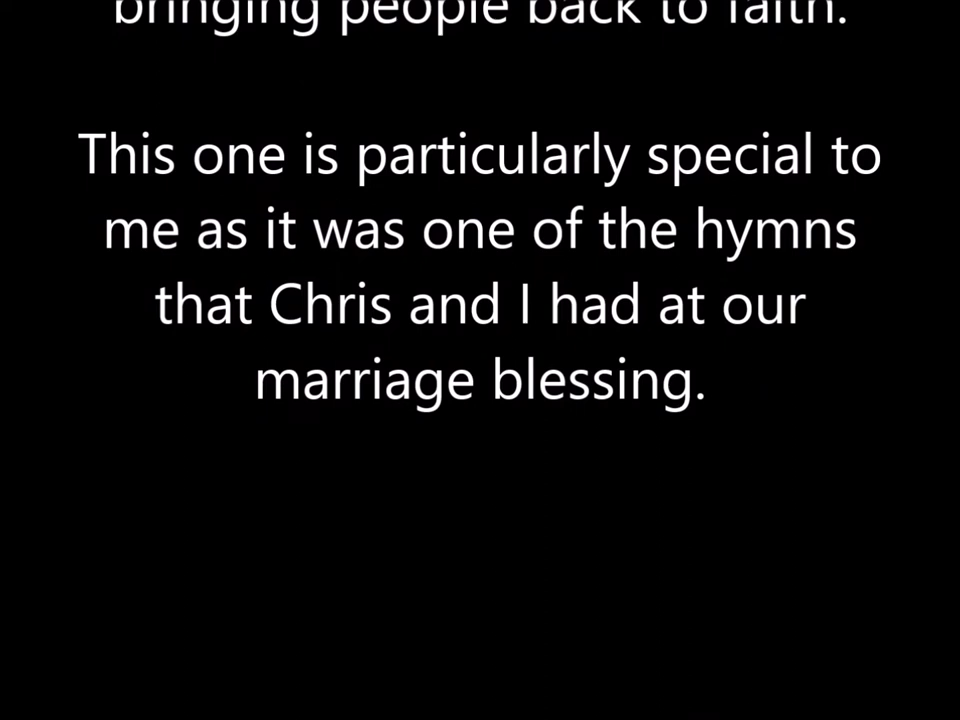 bringing people back to faith.
This one is particularly special to
me as it was one of the hymns
that Chris and I had at our
marriage blessing.